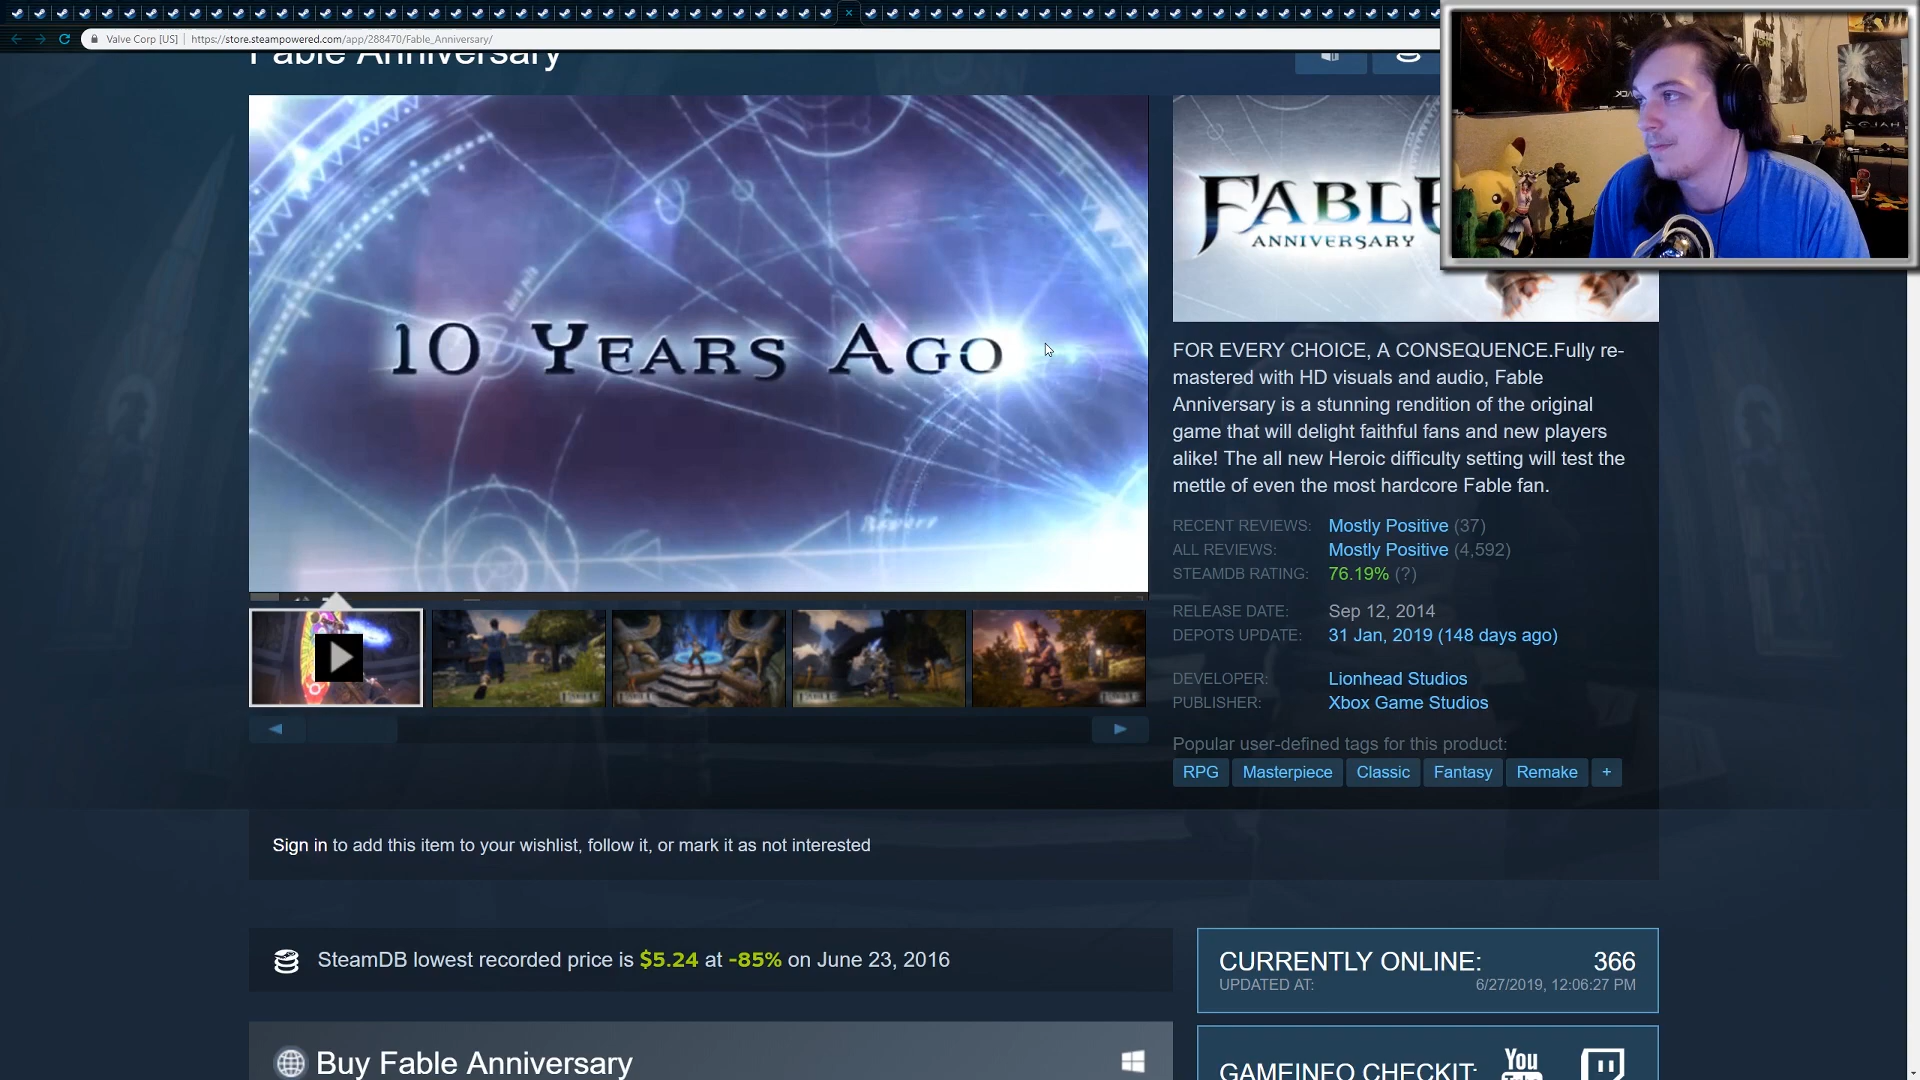 Valve Corp [US] | https://store.steampowered.com/app/288470/Fable_Anniversary/
Fable Anniversary
10 YEARS AGO
FABLE
ANNIVERSARY
FOR EVERY CHOICE, A CONSEQUENCE.Fully re-
mastered with HD visuals and audio, Fable
Anniversary is a stunning rendition of the original
game that will delight faithful fans and new players
alike! The all new Heroic difficulty setting will test the
mettle of even the most hardcore Fable fan.
RECENT REVIEWS: Mostly Positive (37)
ALL REVIEWS: Mostly Positive (4,592)
STEAMDB RATING: 76.19% (?)
RELEASE DATE: Sep 12, 2014
DEPOTS UPDATE: 31 Jan, 2019 (148 days ago)
DEVELOPER: Lionhead Studios
PUBLISHER: Xbox Game Studios
Popular user-defined tags for this product:
RPG Masterpiece Classic Fantasy Remake +
Sign in to add this item to your wishlist, follow it, or mark it as not interested
SteamDB lowest recorded price is $5.24 at -85% on June 23, 2016
CURRENTLY ONLINE: 366
UPDATED AT: 6/27/2019, 12:06:27 PM
Buy Fable Anniversary
GAMEINFO CHECKIT: You